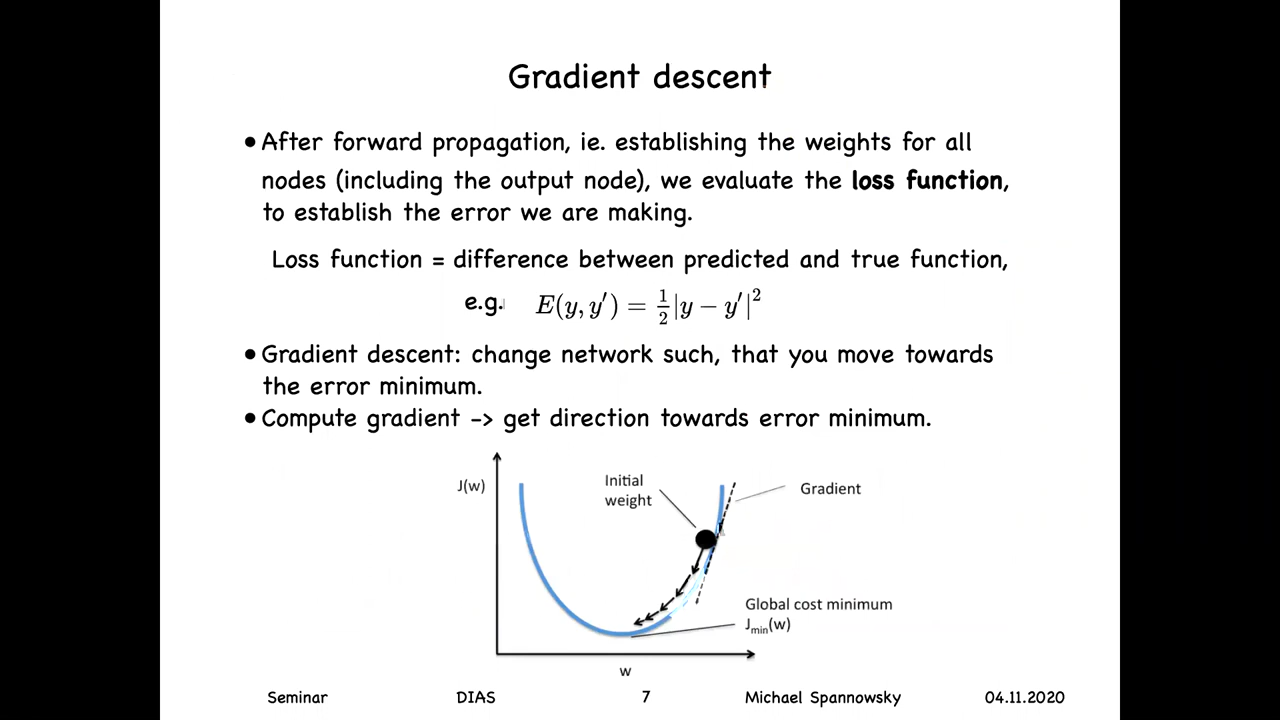 Gradient descent
• After forward propagation, ie. establishing the weights for all
nodes (including the output node), we evaluate the loss function,
to establish the error we are making.
Loss function = difference between predicted and true function,
e.g. E(y, y′) = ½|y − y′|²
• Gradient descent: change network such, that you move towards
the error minimum.
• Compute gradient -> get direction towards error minimum.
J(w)
Initial
weight
Gradient
Global cost minimum
Jmin(w)
w
Seminar DIAS 7 Michael Spannowsky 04.11.2020